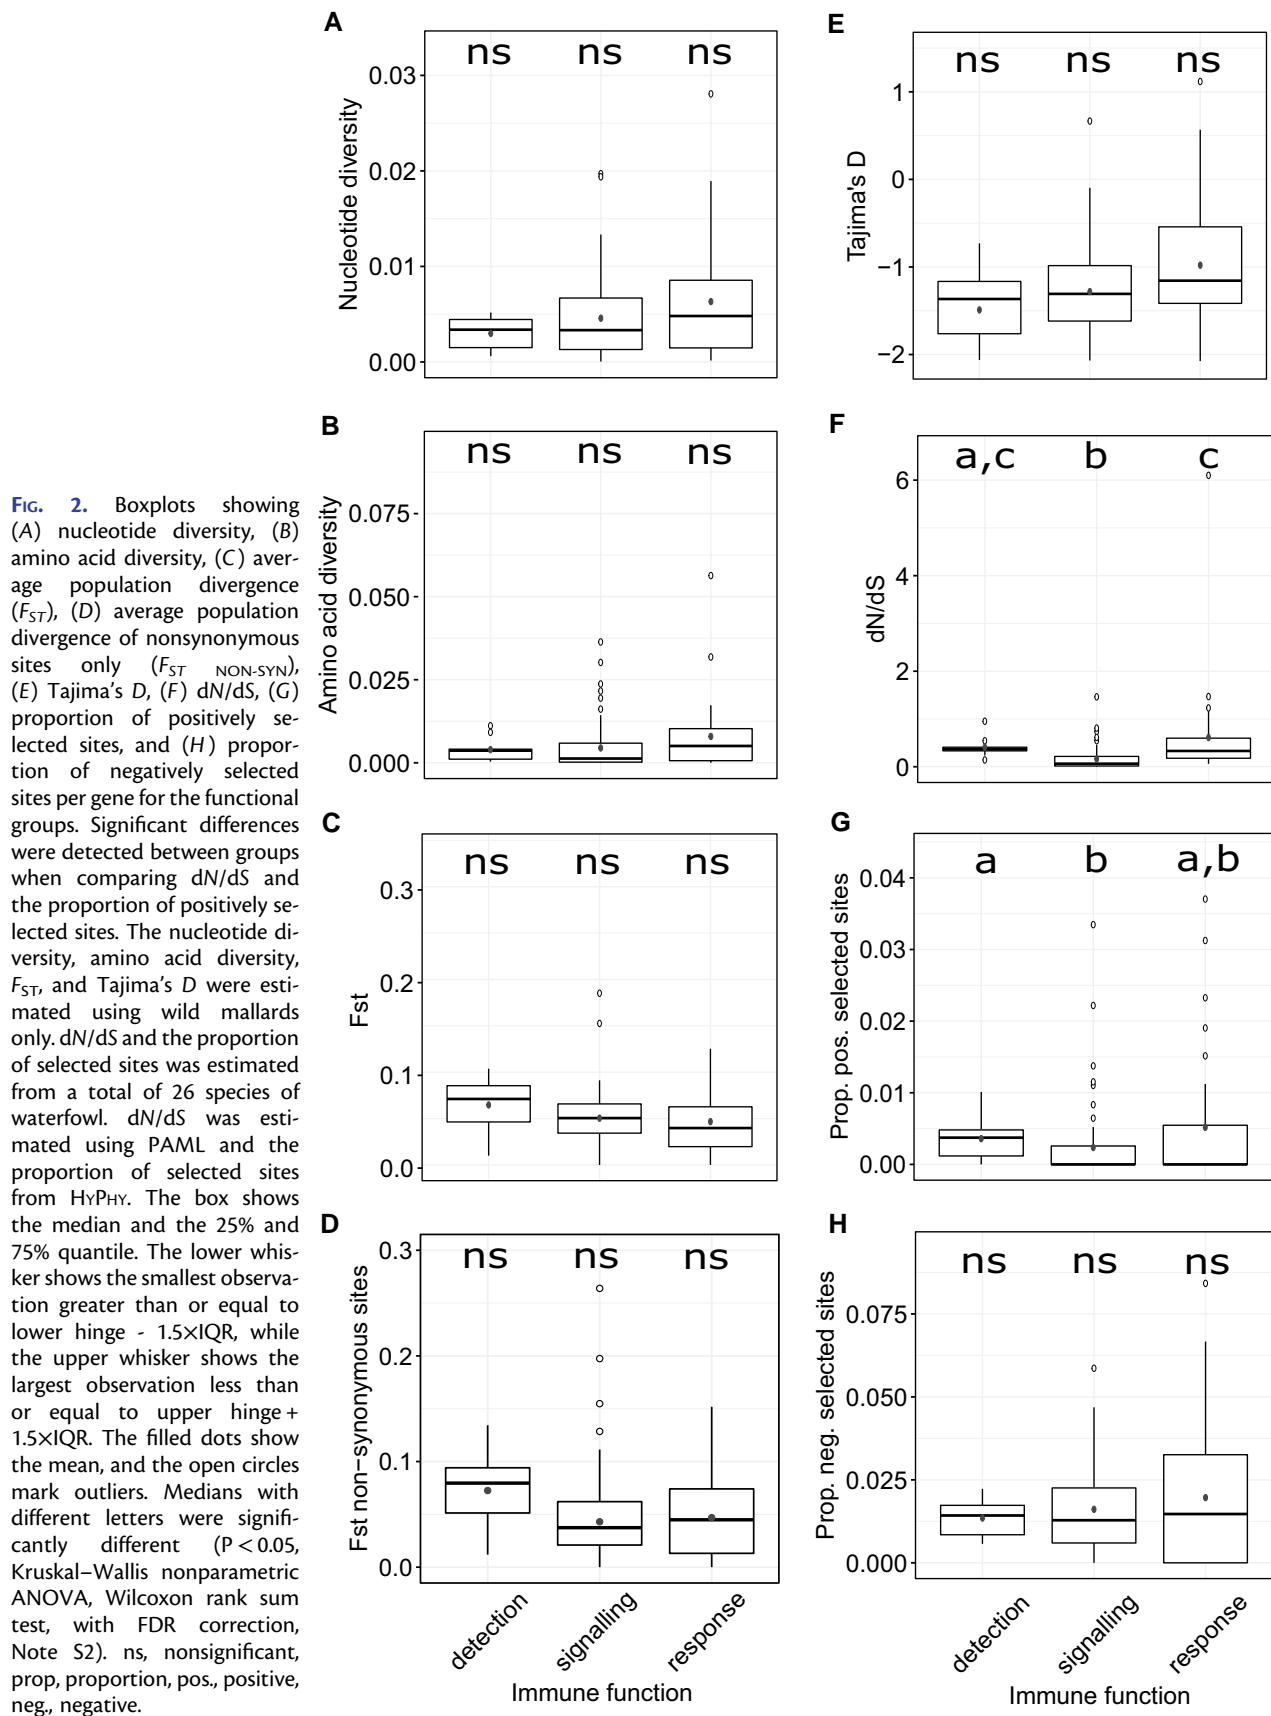 FIG. 2. Boxplots showing
(A) nucleotide diversity, (B)
amino acid diversity, (C) aver-
age population divergence
(FST), (D) average population
divergence of nonsynonymous
sites only (FST NON-SYN),
(E) Tajima's D, (F) dN/dS, (G)
proportion of positively se-
lected sites, and (H) propor-
tion of negatively selected
sites per gene for the functional
groups. Significant differences
were detected between groups
when comparing dN/dS and
the proportion of positively se-
lected sites. The nucleotide di-
versity, amino acid diversity,
FST, and Tajima's D were esti-
mated using wild mallards
only. dN/dS and the proportion
of selected sites was estimated
from a total of 26 species of
waterfowl. dN/dS was esti-
mated using PAML and the
proportion of selected sites
from HYPHY. The box shows
the median and the 25% and
75% quantile. The lower whis-
ker shows the smallest observa-
tion greater than or equal to
lower hinge - 1.5×IQR, while
the upper whisker shows the
largest observation less than
or equal to upper hinge +
1.5×IQR. The filled dots show
the mean, and the open circles
mark outliers. Medians with
different letters were signifi-
cantly different (P < 0.05,
Kruskal–Wallis nonparametric
ANOVA, Wilcoxon rank sum
test, with FDR correction,
Note S2). ns, nonsignificant,
prop, proportion, pos., positive,
neg., negative.
A
ns ns ns
Nucleotide diversity
0.03
0.02
0.01
0.00
B
ns ns ns
Amino acid diversity
0.075
0.050
0.025
0.000
C
ns ns ns
Fst
0.3
0.2
0.1
0.0
D
ns ns ns
Fst non−synonymous sites
0.3
0.2
0.1
0.0
detection
signalling
response
Immune function
E
ns ns ns
Tajima's D
1
0
−1
−2
F
a,c b c
dN/dS
6
4
2
0
G
a b a,b
Prop. pos. selected sites
0.04
0.03
0.02
0.01
0.00
H
ns ns ns
Prop. neg. selected sites
0.075
0.050
0.025
0.000
detection
signalling
response
Immune function